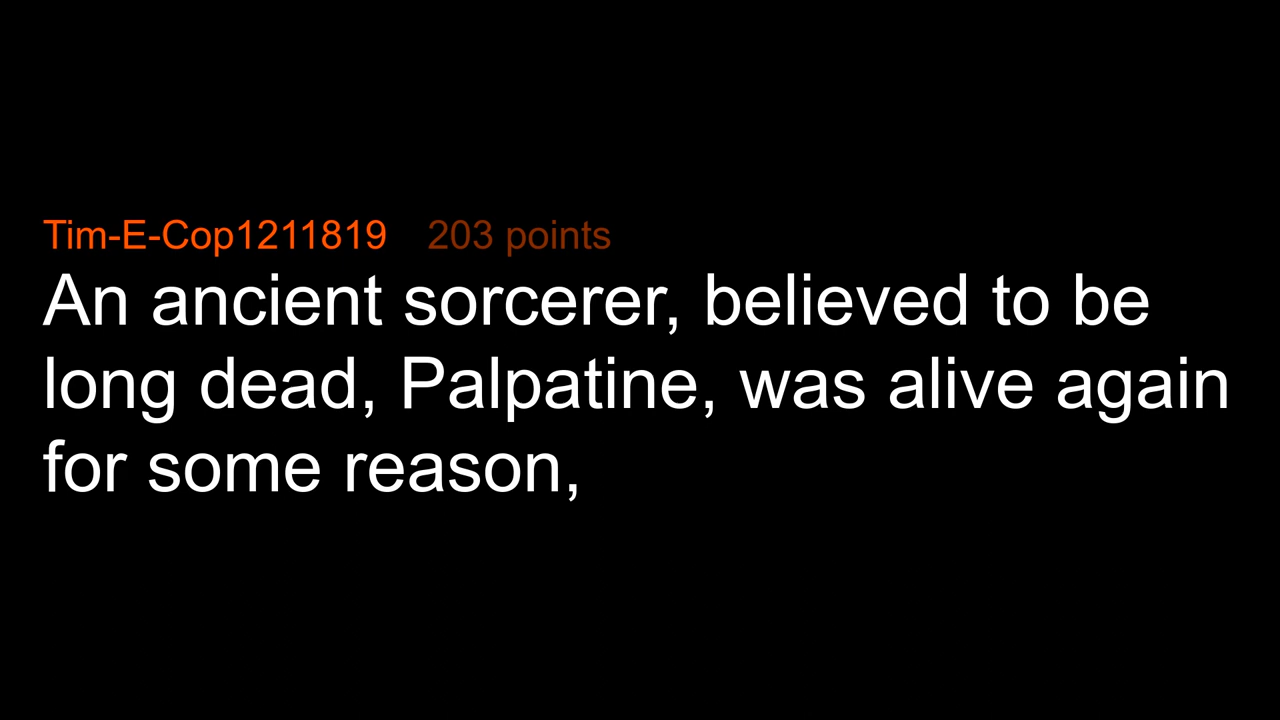 Tim-E-Cop1211819 203 points
An ancient sorcerer, believed to be
long dead, Palpatine, was alive again
for some reason,